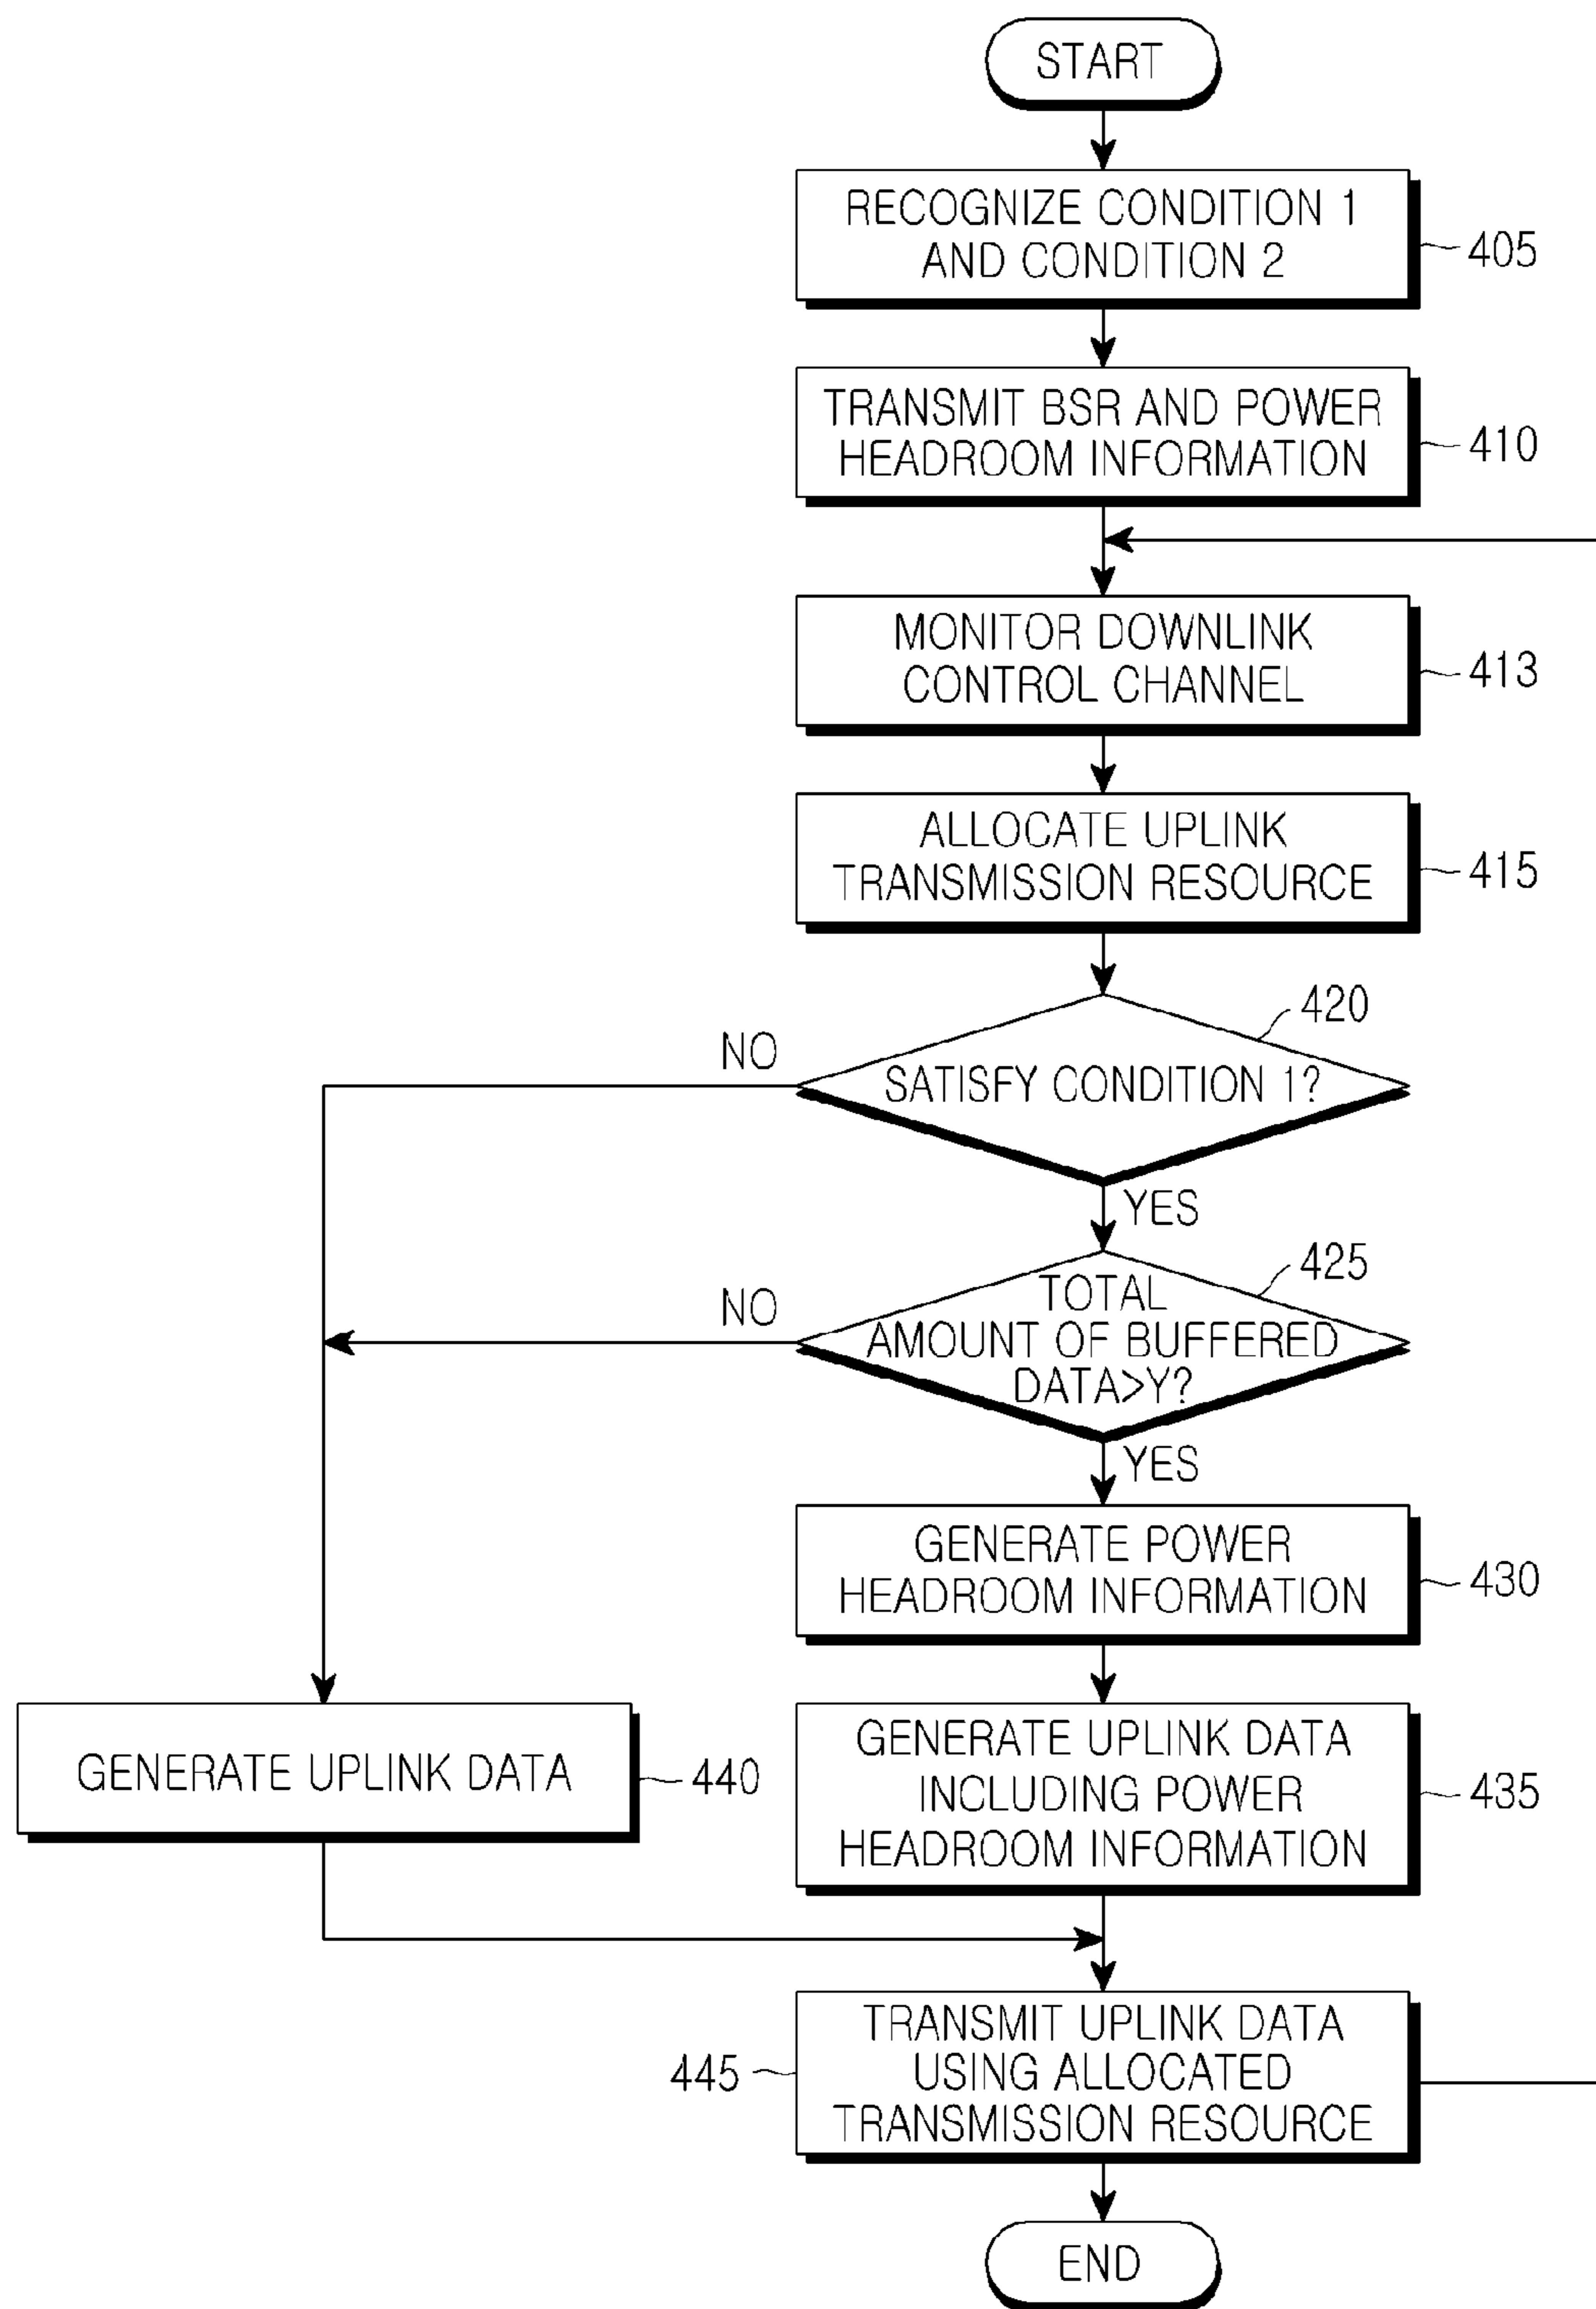 START
RECOGNIZE CONDITION 1
AND CONDITION 2
405
TRANSMIT BSR AND POWER
HEADROOM INFORMATION
410
MONITOR DOWNLINK
CONTROL CHANNEL
413
ALLOCATE UPLINK
TRANSMISSION RESOURCE
415
420
NO
SATISFY CONDITION 1?
YES
425
NO
TOTAL
AMOUNT OF BUFFERED
DATA>Y?
YES
GENERATE POWER
HEADROOM INFORMATION
430
GENERATE UPLINK DATA
440
GENERATE UPLINK DATA
INCLUDING POWER
HEADROOM INFORMATION
435
TRANSMIT UPLINK DATA
USING ALLOCATED
TRANSMISSION RESOURCE
445
END